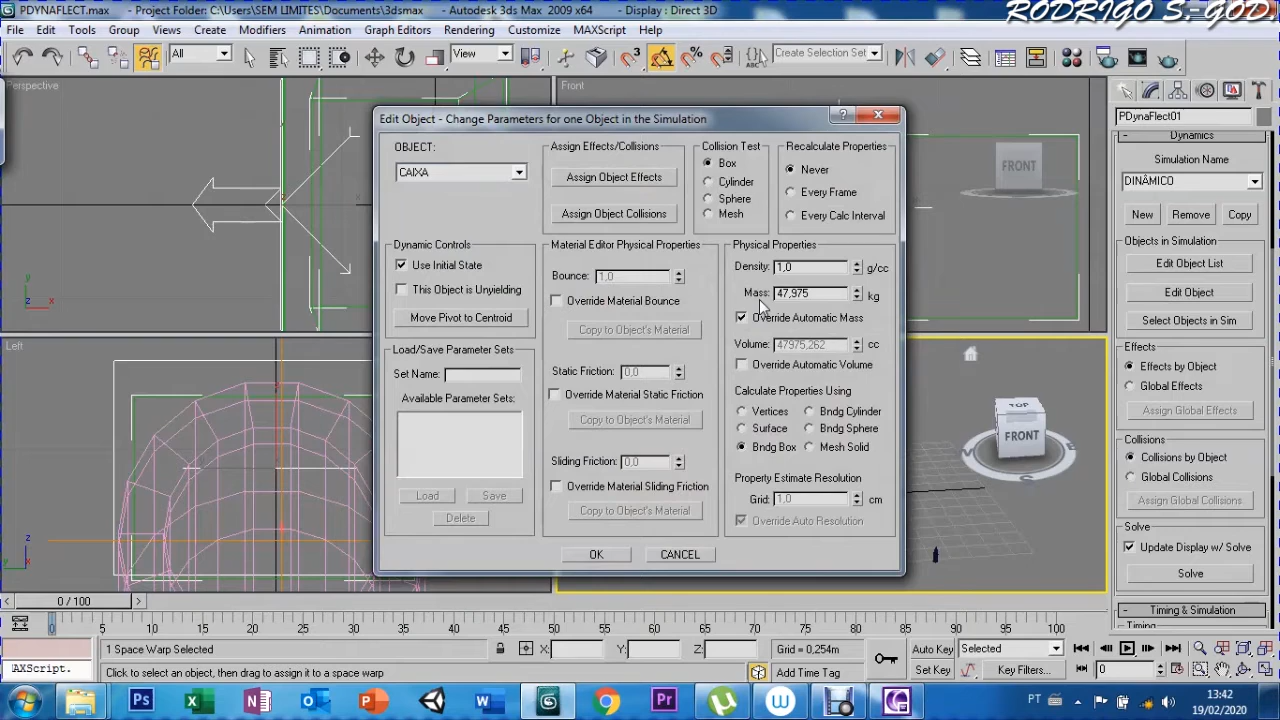 PDYNAFLECT.max - Project Folder: C:\Users\SEM LIMITES\Documents\3dsmax - Autodesk 3ds Max 2009 x64 - Display : Direct 3D
RODRIGO S.-GOD
File Edit Tools Group Views Create Modifiers Animation Graph Editors Rendering Customize MAXScript Help
All
View
3
%
ABC
Create Selection Set
Perspective
Front
FRONT
Left
TOP
FRONT
Edit Object - Change Parameters for one Object in the Simulation
OBJECT:
CAIXA
Assign Effects/Collisions
Assign Object Effects
Assign Object Collisions
Collision Test
Box
Cylinder
Sphere
Mesh
Recalculate Properties
Never
Every Frame
Every Calc Interval
Dynamic Controls
Use Initial State
This Object is Unyielding
Move Pivot to Centroid
Load/Save Parameter Sets
Set Name:
Available Parameter Sets:
Load Save
Delete
Material Editor Physical Properties
Bounce: 1,0
Override Material Bounce
Copy to Object's Material
Static Friction: 0,0
Override Material Static Friction
Copy to Object's Material
Sliding Friction: 0,0
Override Material Sliding Friction
Copy to Object's Material
Physical Properties
Density: 1,0 g/cc
Mass: 47,975 kg
Override Automatic Mass
Volume: 47975,262 cc
Override Automatic Volume
Calculate Properties Using
Vertices Bndg Cylinder
Surface Bndg Sphere
Bndg Box Mesh Solid
Property Estimate Resolution
Grid: 1,0 cm
Override Auto Resolution
OK CANCEL
PDynaFlect01
Dynamics
Simulation Name
DINÂMICO
New Remove Copy
Objects in Simulation
Edit Object List
Edit Object
Select Objects in Sim
Effects
Effects by Object
Global Effects
Assign Global Effects
Collisions
Collisions by Object
Global Collisions
Assign Global Collisions
Solve
Update Display w/ Solve
Solve
Timing & Simulation
0 / 100
0 5 10 15 20 25 30 35 40 45 50 55 60 65 70 75 80 85 90 95 100
1 Space Warp Selected
X: Y: Z: Grid = 0,254m
Auto Key Selected
AXScript.
Click to select an object, then drag to assign it to a space warp
Add Time Tag
Set Key Key Filters...
0
PT
13:42
19/02/2020